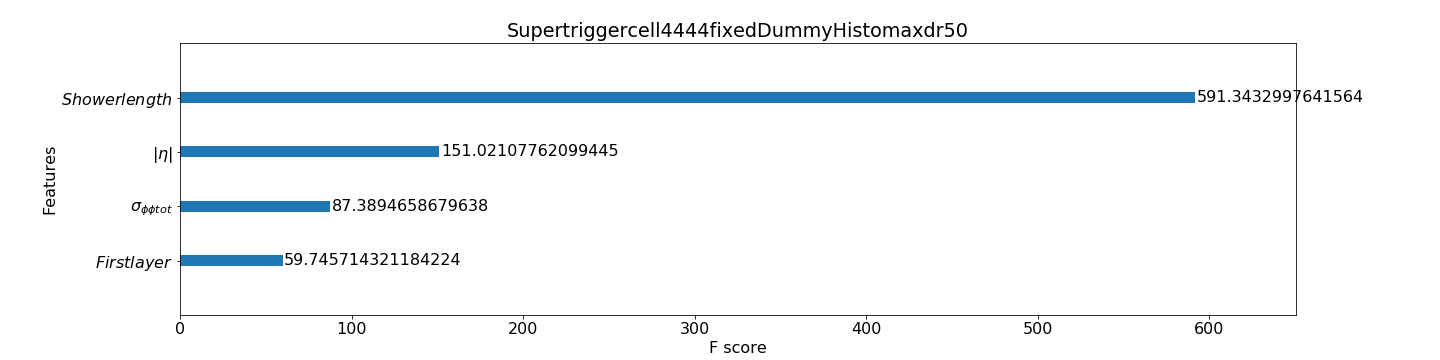 Supertriggercell4444fixedDummyHistomaxdr50
Showerlength
591.3432997641564
|η|
151.02107762099445
σϕϕtot
87.3894658679638
Firstlayer
59.745714321184224
Features
0 100 200 300 400 500 600
F score